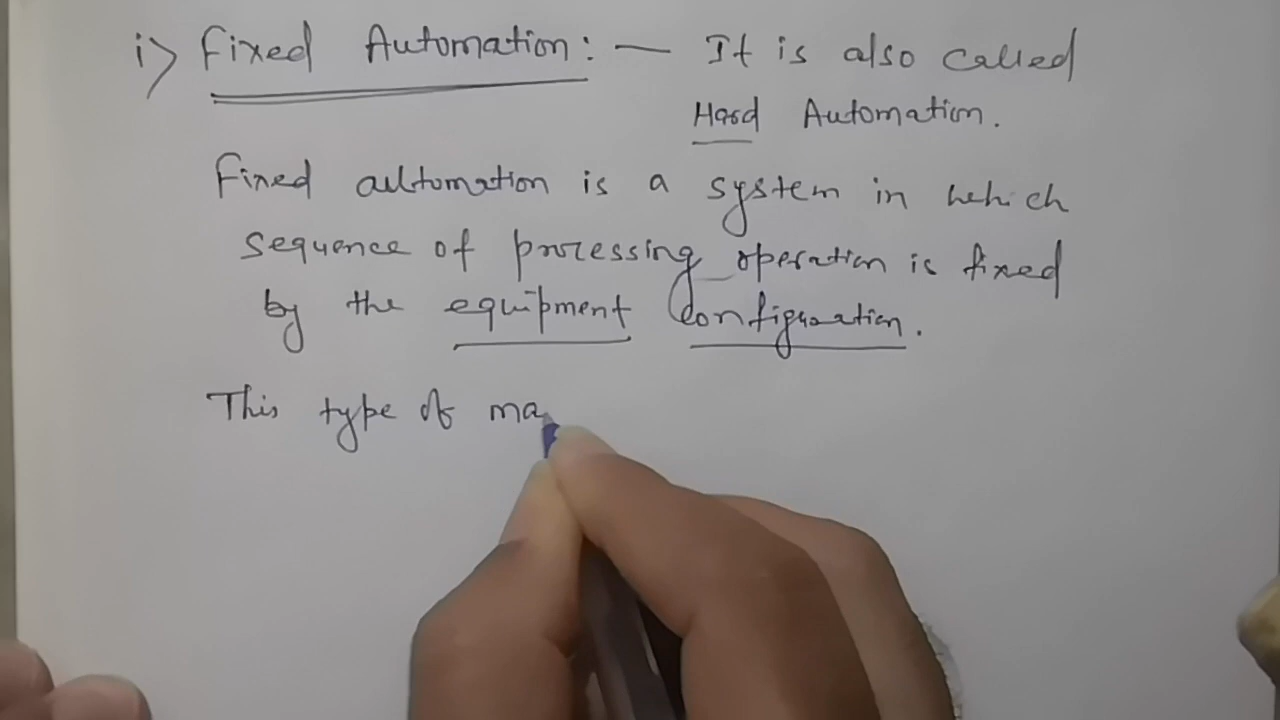 i> Fixed Automation: — It is also called
Hard Automation.
Fixed automation is a system in which
sequence of processing operation is fixed
by the equipment configuration.
This type of ma